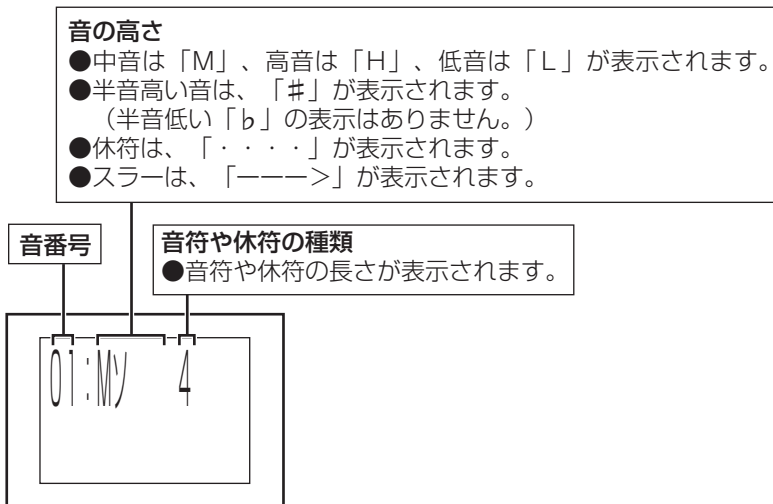 音の高さ
●中音は「M」、高音は「H」、低音は「L」が表示されます。
●半音高い音は、「♯」が表示されます。
（半音低い「♭」の表示はありません。）
●休符は、「・・・・」が表示されます。
●スラーは、「ーーー＞」が表示されます。
音番号
音符や休符の種類
●音符や休符の長さが表示されます。
01:Mソ 4